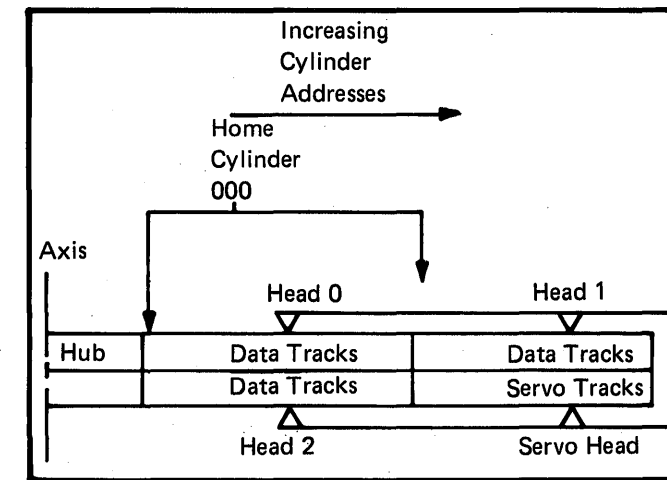 Increasing
Cylinder
Addresses
Home
Cylinder
000
Axis
Head 0
Head 1
Hub
Data Tracks
Data Tracks
Data Tracks
Servo Tracks
Head 2
Servo Head